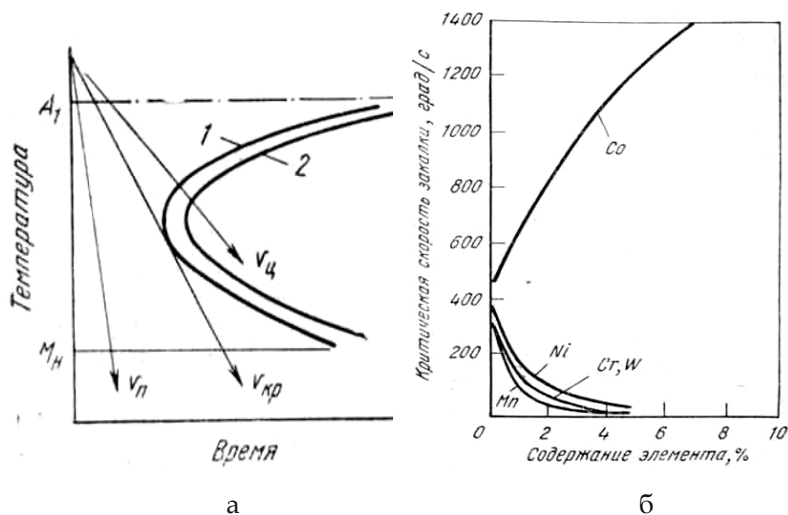 Температура
A₁
Mн
1
2
vц
vп
vкр
Время
а
Критическая скорость закалки, град/с
1400
1200
1000
800
600
400
200
Co
Ni
Cr, W
Mn
0
2
4
6
8
10
Содержание элемента, %
б